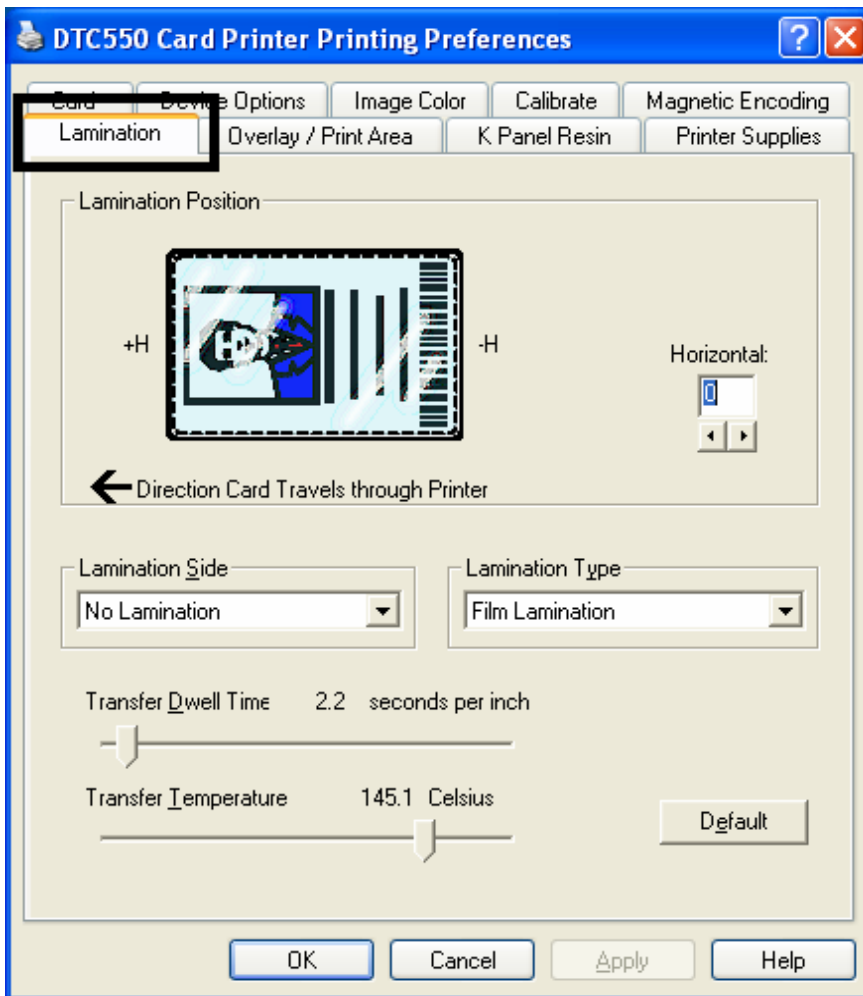 DTC550 Card Printer Printing Preferences
Card Device Options Image Color Calibrate Magnetic Encoding
Lamination Overlay / Print Area K Panel Resin Printer Supplies
Lamination Position
+H
-H
Horizontal:
0
Direction Card Travels through Printer
Lamination Side
No Lamination
Lamination Type
Film Lamination
Transfer Dwell Time 2.2 seconds per inch
Transfer Temperature 145.1 Celsius
Default
OK Cancel Apply Help